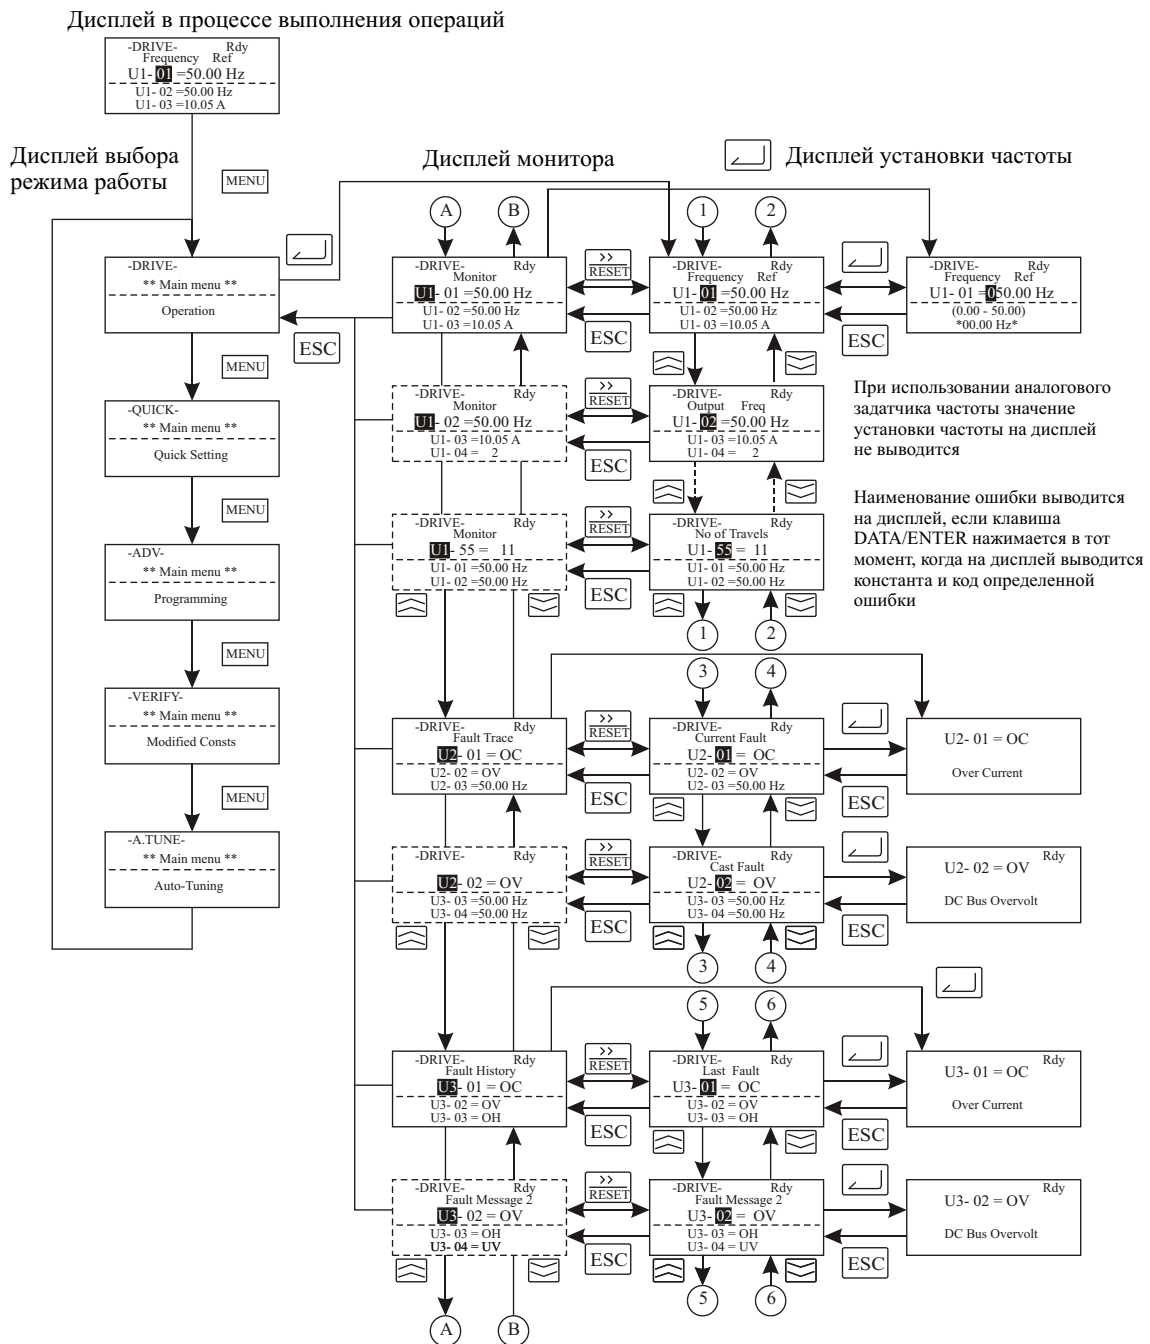 Дисплей в процессе выполнения операций
-DRIVE- Rdy
Frequency Ref
U1- 01 =50.00 Hz
U1- 02 =50.00 Hz
U1- 03 =10.05 A
Дисплей выбора
режима работы
MENU
Дисплей монитора
Дисплей установки частоты
A
B
1
2
-DRIVE-
** Main menu **
Operation
ESC
-DRIVE- Rdy
Monitor
U1- 01 =50.00 Hz
U1- 02 =50.00 Hz
U1- 03 =10.05 A
>>
RESET
ESC
-DRIVE- Rdy
Frequency Ref
U1- 01 =50.00 Hz
U1- 02 =50.00 Hz
U1- 03 =10.05 A
ESC
-DRIVE- Rdy
Frequency Ref
U1- 01 =050.00 Hz
(0.00 - 50.00)
*00.00 Hz*
MENU
-QUICK-
** Main menu **
Quick Setting
-DRIVE- Rdy
Monitor
U1- 02 =50.00 Hz
U1- 03 =10.05 A
U1- 04 = 2
>>
RESET
ESC
-DRIVE- Rdy
Output Freq
U1- 02 =50.00 Hz
U1- 03 =10.05 A
U1- 04 = 2
При использовании аналогового
задатчика частоты значение
установки частоты на дисплей
не выводится
MENU
-ADV-
** Main menu **
Programming
-DRIVE- Rdy
Monitor
U1- 55 = 11
U1- 01 =50.00 Hz
U1- 02 =50.00 Hz
>>
RESET
ESC
-DRIVE- Rdy
No of Travels
U1- 55 = 11
U1- 01 =50.00 Hz
U1- 02 =50.00 Hz
1
2
Наименование ошибки выводится
на дисплей, если клавиша
DATA/ENTER нажимается в тот
момент, когда на дисплей выводится
константа и код определенной
ошибки
MENU
3
4
-VERIFY-
** Main menu **
Modified Consts
-DRIVE- Rdy
Fault Trace
U2- 01 = OC
U2- 02 = OV
U2- 03 =50.00 Hz
>>
RESET
ESC
-DRIVE- Rdy
Current Fault
U2- 01 = OC
U2- 02 = OV
U2- 03 =50.00 Hz
ESC
U2- 01 = OC
Over Current
MENU
-A.TUNE-
** Main menu **
Auto-Tuning
-DRIVE- Rdy
U2- 02 = OV
U3- 03 =50.00 Hz
U3- 04 =50.00 Hz
>>
RESET
ESC
-DRIVE- Rdy
Cast Fault
U2- 02 = OV
U3- 03 =50.00 Hz
U3- 04 =50.00 Hz
3
4
ESC
Rdy
U2- 02 = OV
DC Bus Overvolt
5
6
-DRIVE- Rdy
Fault History
U3- 01 = OC
U3- 02 = OV
U3- 03 = OH
>>
RESET
ESC
-DRIVE- Rdy
Last Fault
U3- 01 = OC
U3- 02 = OV
U3- 03 = OH
ESC
Rdy
U3- 01 = OC
Over Current
-DRIVE- Rdy
Fault Message 2
U3- 02 = OV
U3- 03 = OH
U3- 04 = UV
>>
RESET
ESC
-DRIVE- Rdy
Fault Message 2
U3- 02 = OV
U3- 03 = OH
U3- 04 = UV
ESC
Rdy
U3- 02 = OV
DC Bus Overvolt
A
B
5
6